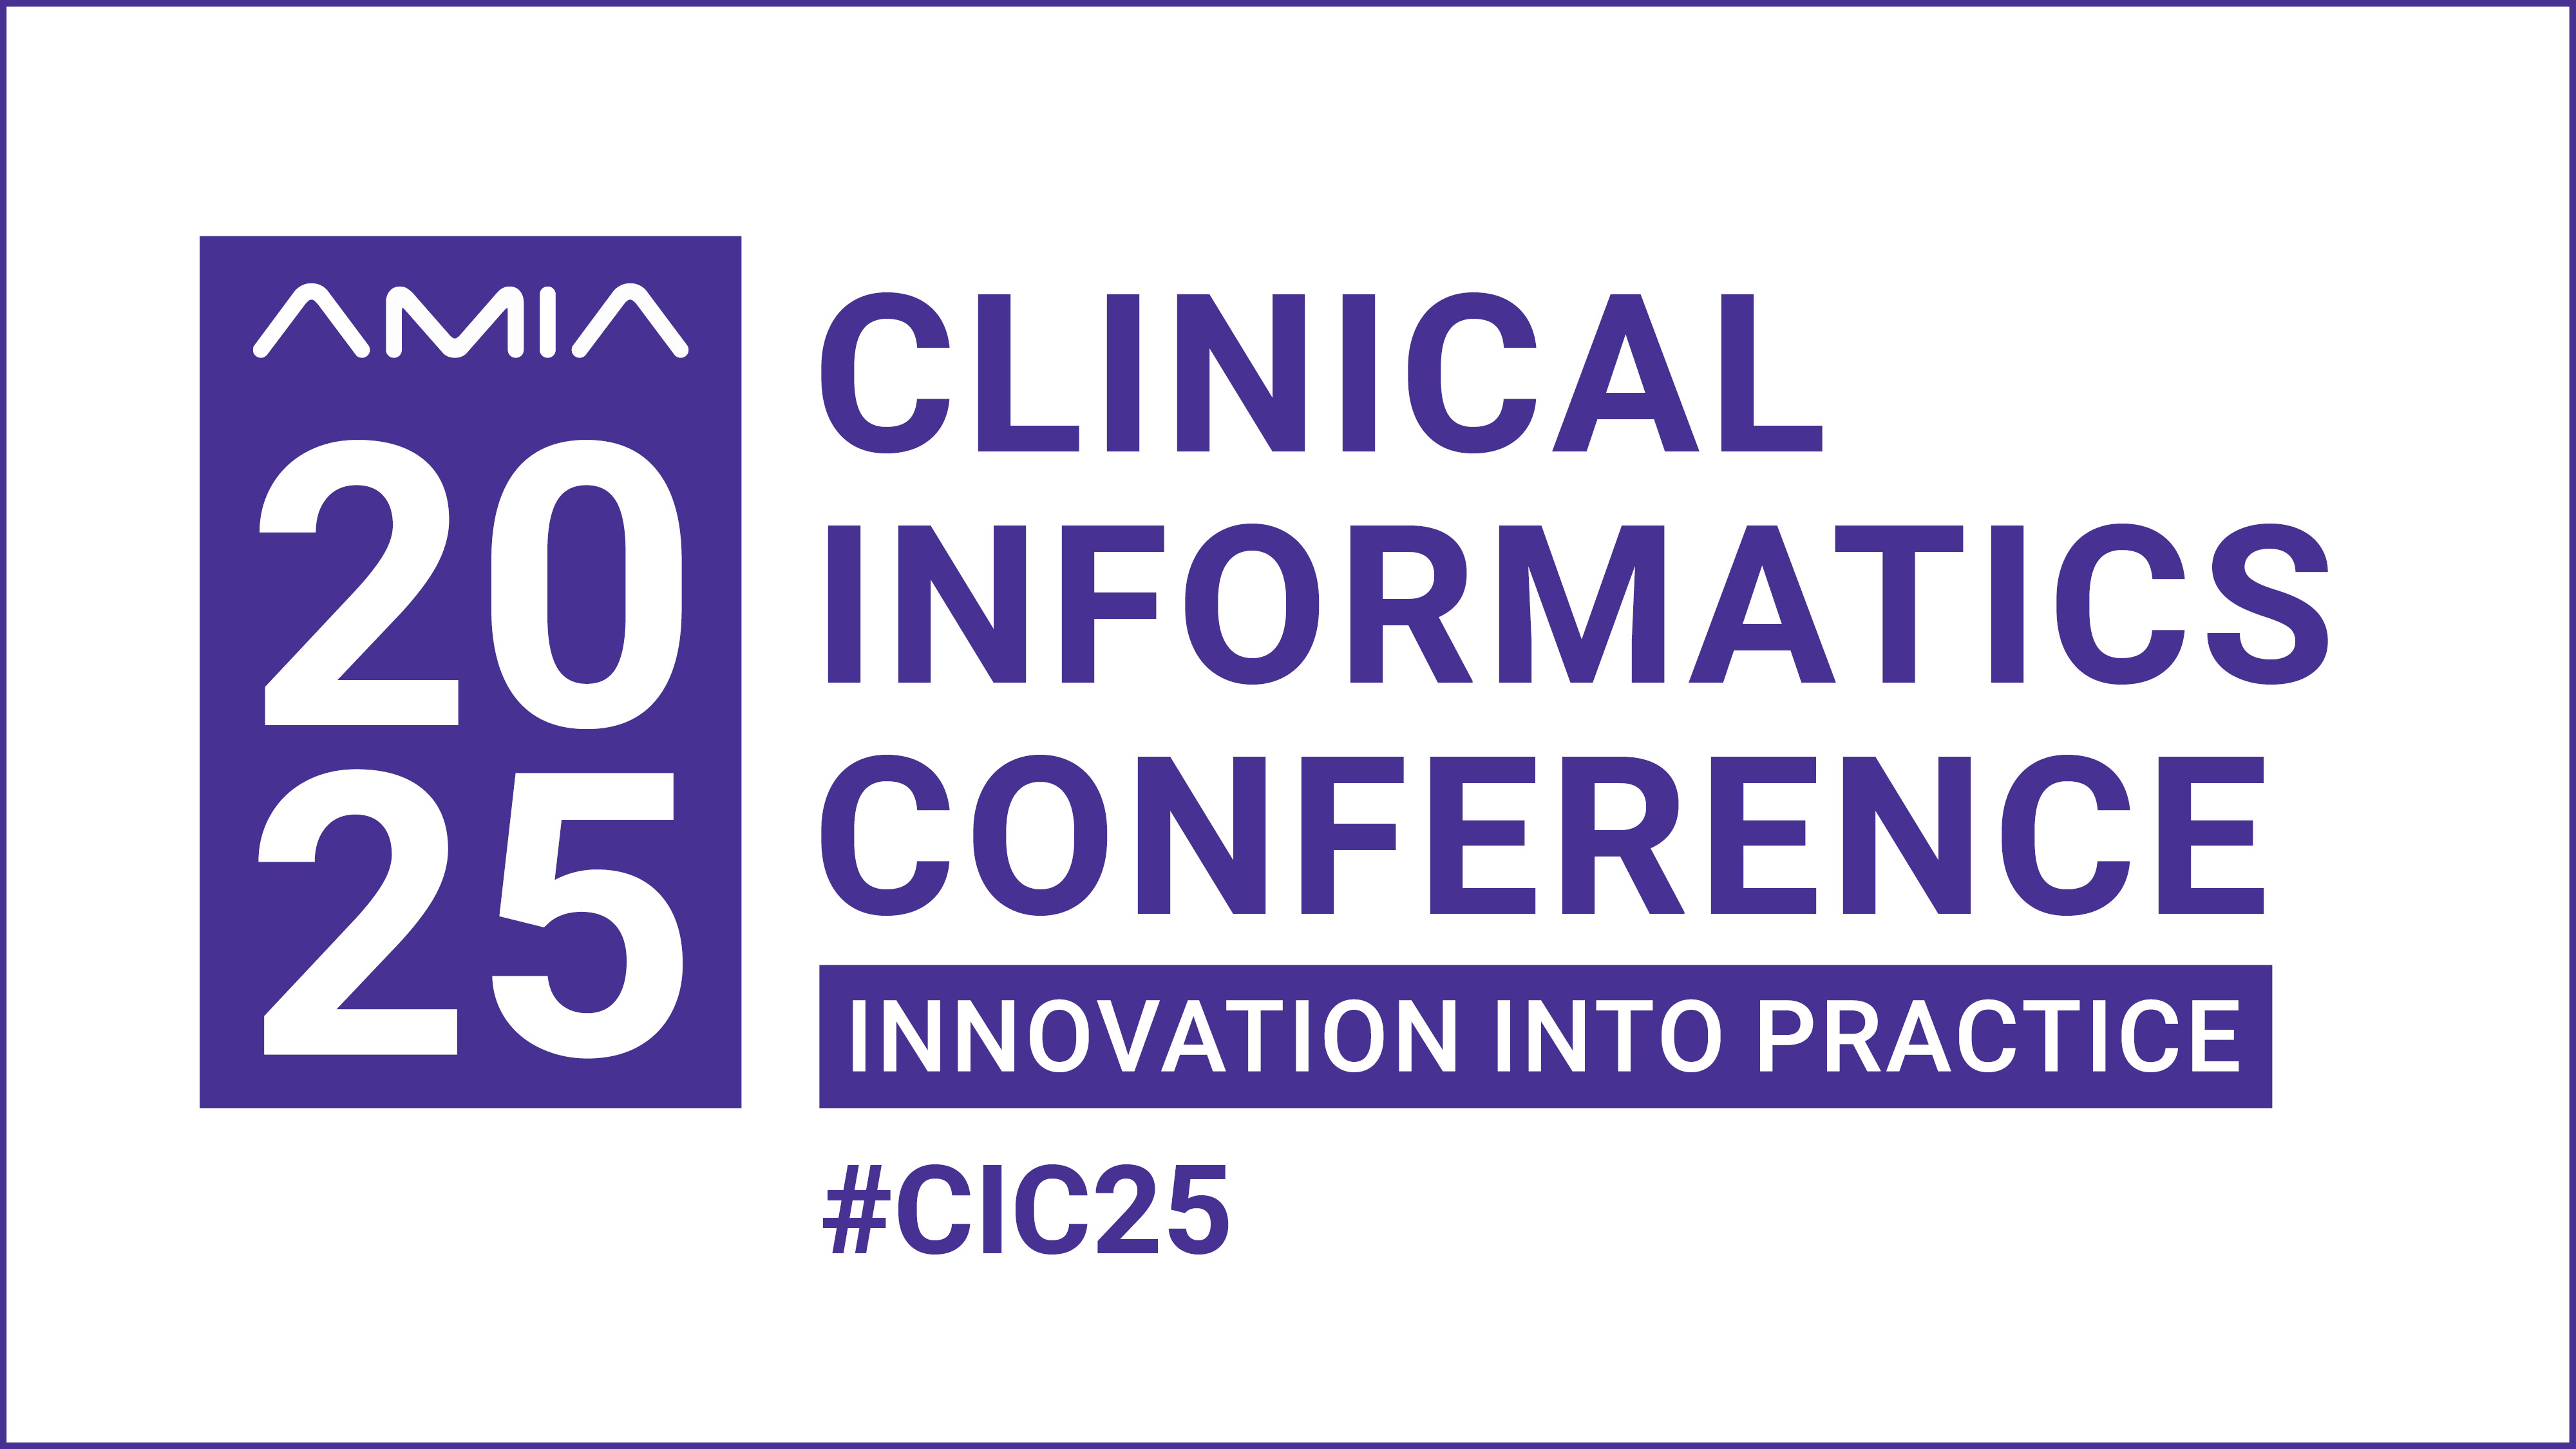 AMIA
20
25
CLINICAL
INFORMATICS
CONFERENCE
INNOVATION INTO PRACTICE
#CIC25